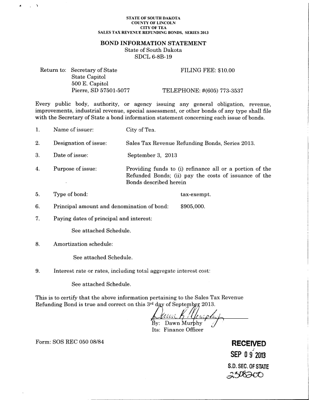 STATE OF SOUTH DAKOTA
COUNTY OF LINCOLN
CITY OF TEA
SALES TAX REVENUE REFUNDING BONDS, SERIES 2013
BOND INFORMATION STATEMENT
State of South Dakota
SDCL 6-8B-19
Return to: Secretary of State FILING FEE: $10.00
State Capitol
500 E. Capitol
Pierre, SD 57501-5077 TELEPHONE: #(605) 773-3537
Every public body, authority, or agency issuing any general obligation, revenue,
improvements, industrial revenue, special assessment, or other bonds of any type shall file
with the Secretary of State a bond information statement concerning each issue of bonds.
1. Name of issuer: City of Tea.
2. Designation of issue: Sales Tax Revenue Refunding Bonds, Series 2013.
3. Date of issue: September 3, 2013
4. Purpose of issue: Providing funds to (i) refinance all or a portion of the
Refunded Bonds; (ii) pay the costs of issuance of the
Bonds described herein
5. Type of bond: tax-exempt.
6. Principal amount and denomination of bond: $905,000.
7. Paying dates of principal and interest:
See attached Schedule.
8. Amortization schedule:
See attached Schedule.
9. Interest rate or rates, including total aggregate interest cost:
See attached Schedule.
This is to certify that the above information pertaining to the Sales Tax Revenue
Refunding Bond is true and correct on this 3rd day of September 2013.
Dawn R. Murphy
By: Dawn Murphy
Its: Finance Officer
Form: SOS REC 050 08/84
RECEIVED
SEP 09 2013
S.D. SEC. OF STATE
2508200